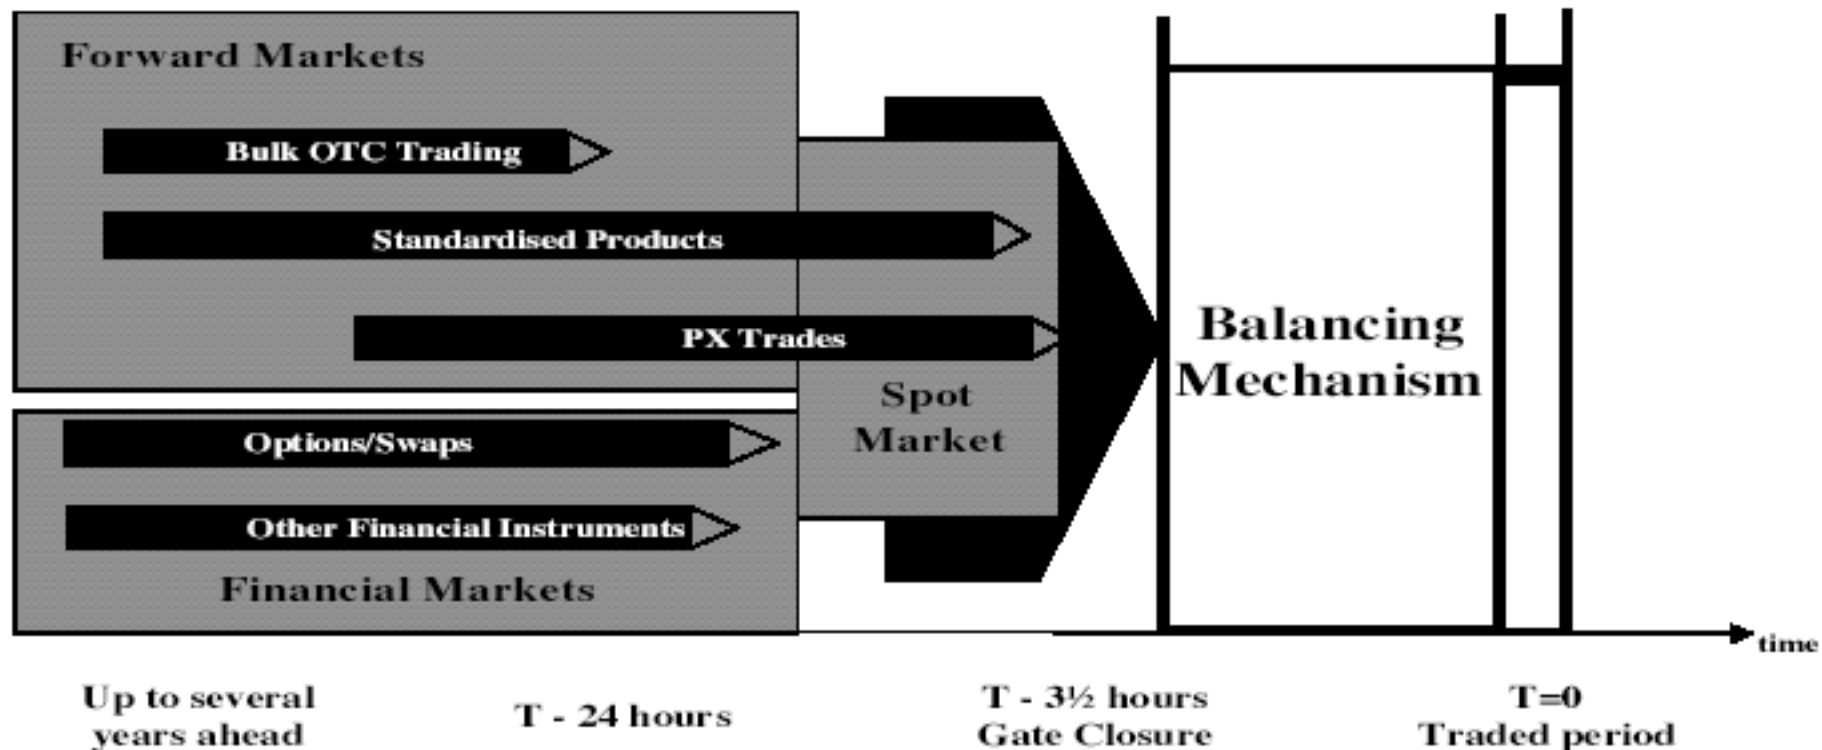 Forward Markets
Bulk OTC Trading
Standardised Products
PX Trades
Spot
Market
Options/Swaps
Other Financial Instruments
Financial Markets
Balancing
Mechanism
time
Up to several
years ahead
T - 24 hours
T - 3½ hours
Gate Closure
T=0
Traded period